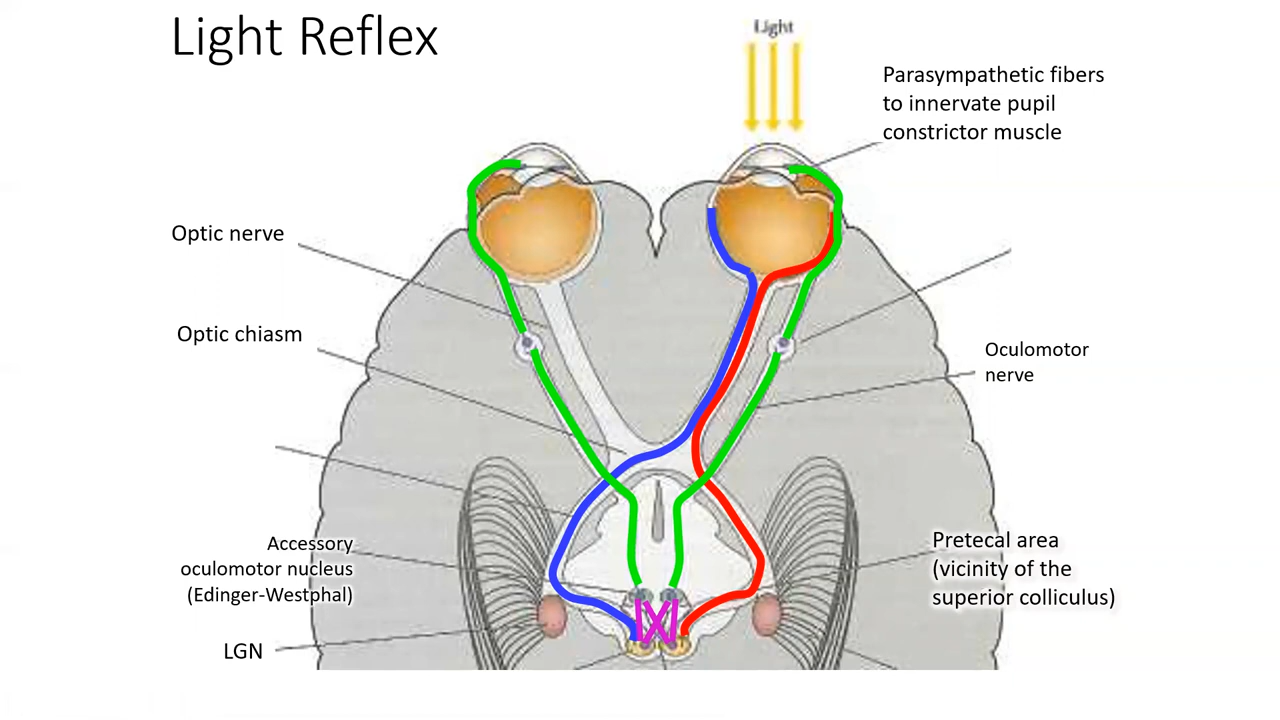 Light Reflex
Light
Parasympathetic fibers
to innervate pupil
constrictor muscle
Optic nerve
Optic chiasm
Oculomotor
nerve
Accessory
oculomotor nucleus
(Edinger-Westphal)
Pretecal area
(vicinity of the
superior colliculus)
LGN